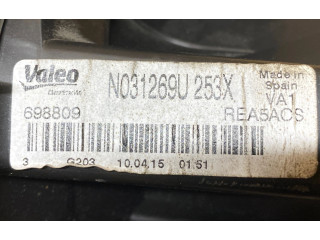 Valeo N031269U 253X Made in
Spain
698809 VA1
REA5ACS
3 G203 10.04.15 01.51